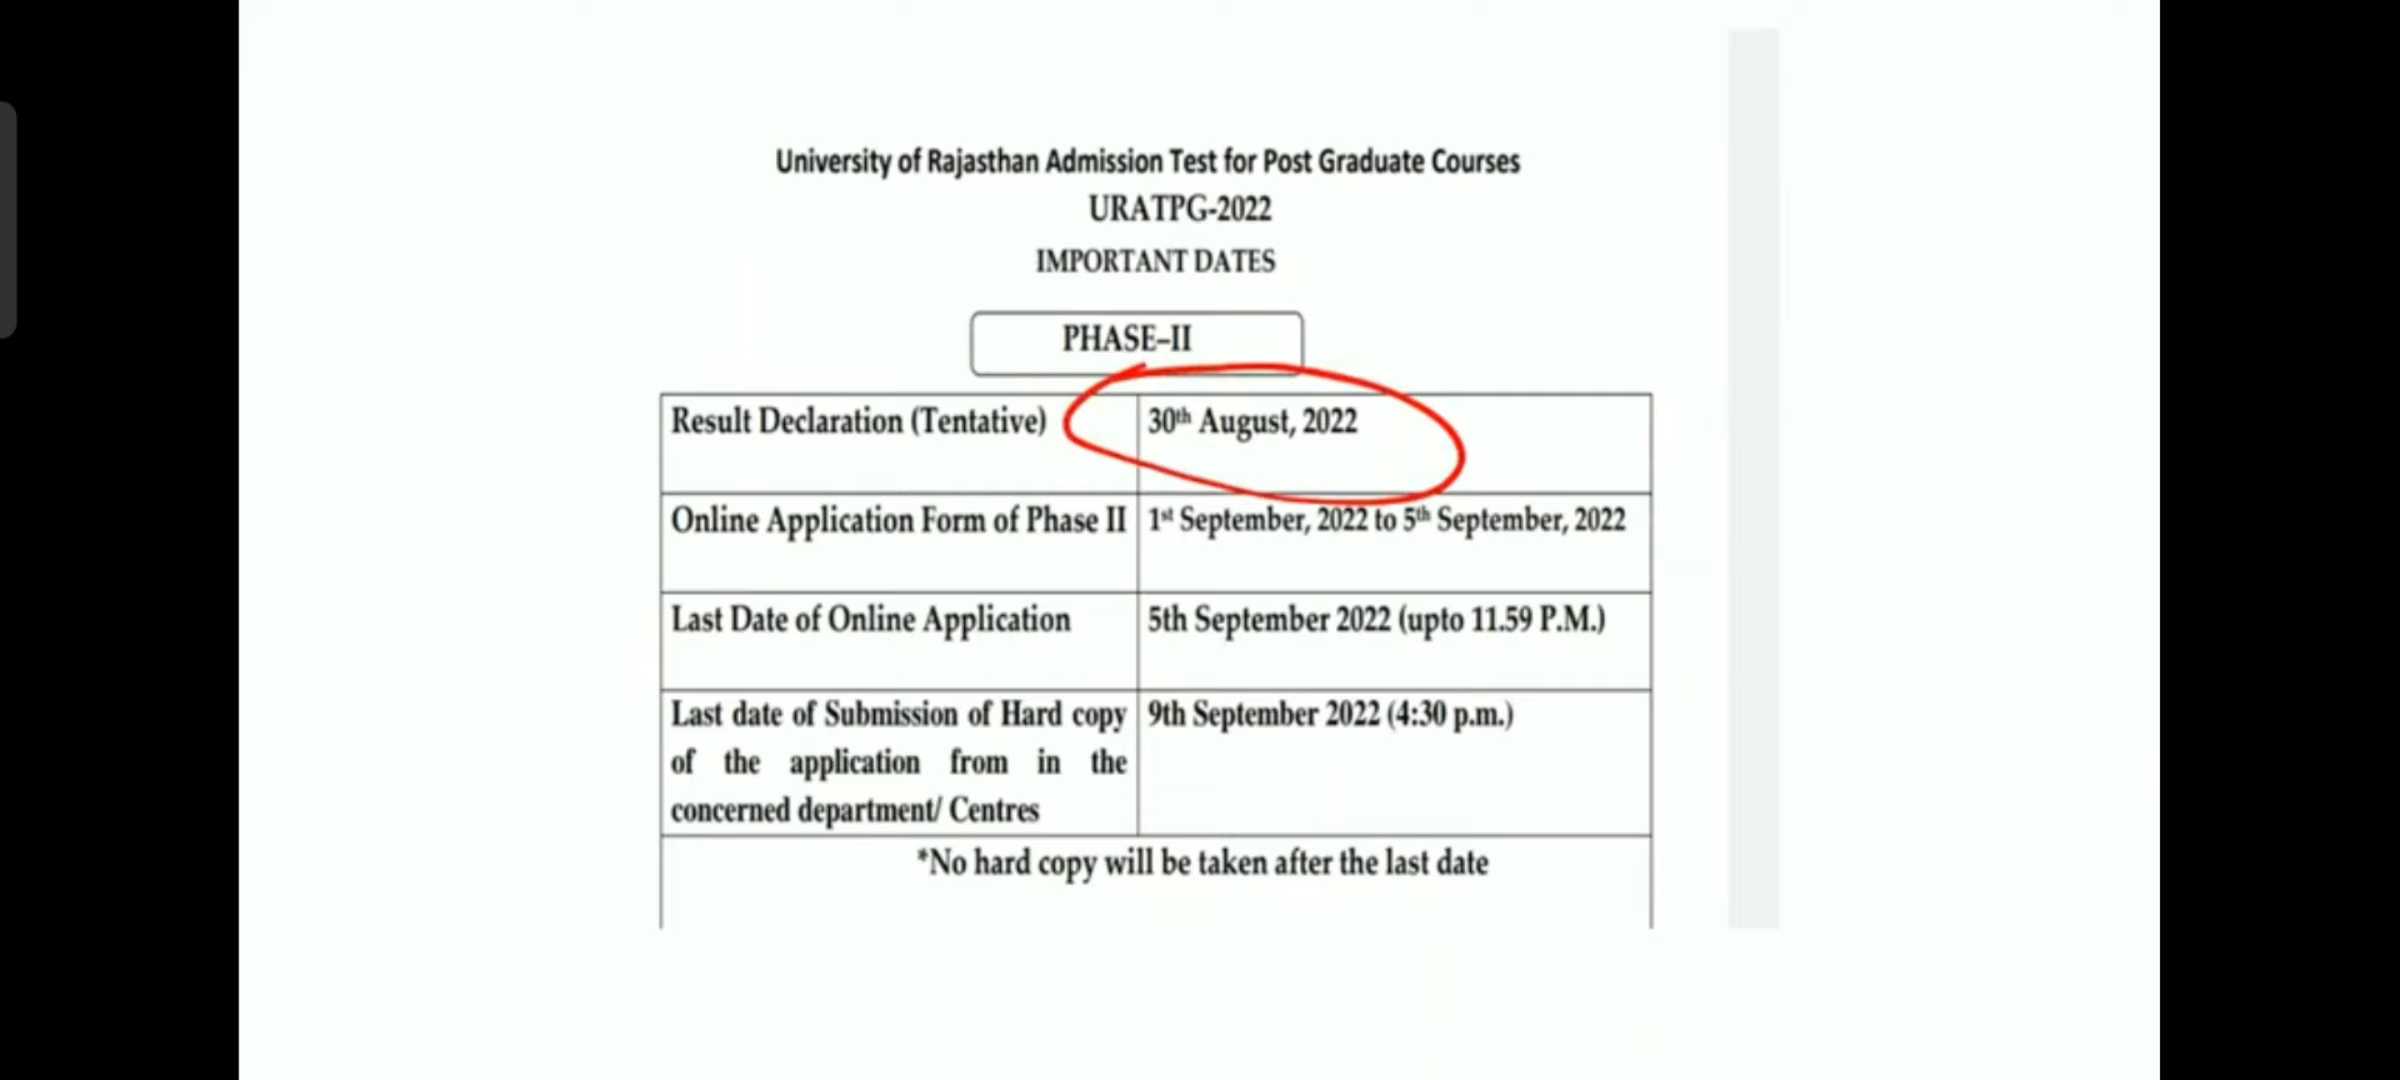 University of Rajasthan Admission Test for Post Graduate Courses
URATPG-2022
IMPORTANT DATES
PHASE–II
Result Declaration (Tentative) 30th August, 2022
Online Application Form of Phase II 1st September, 2022 to 5th September, 2022
Last Date of Online Application 5th September 2022 (upto 11.59 P.M.)
Last date of Submission of Hard copy 9th September 2022 (4:30 p.m.)
of the application from in the
concerned department/ Centres
*No hard copy will be taken after the last date